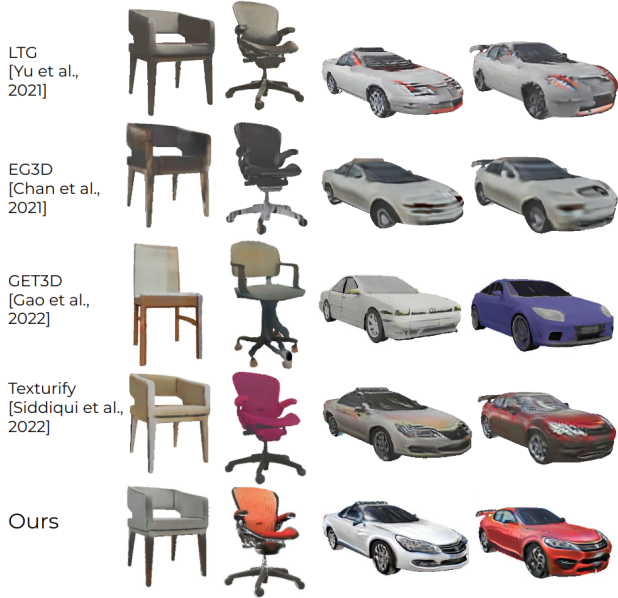 LTG
[Yu et al.,
2021]
EG3D
[Chan et al.,
2021]
GET3D
[Gao et al.,
2022]
Texturify
[Siddiqui et al.,
2022]
Ours